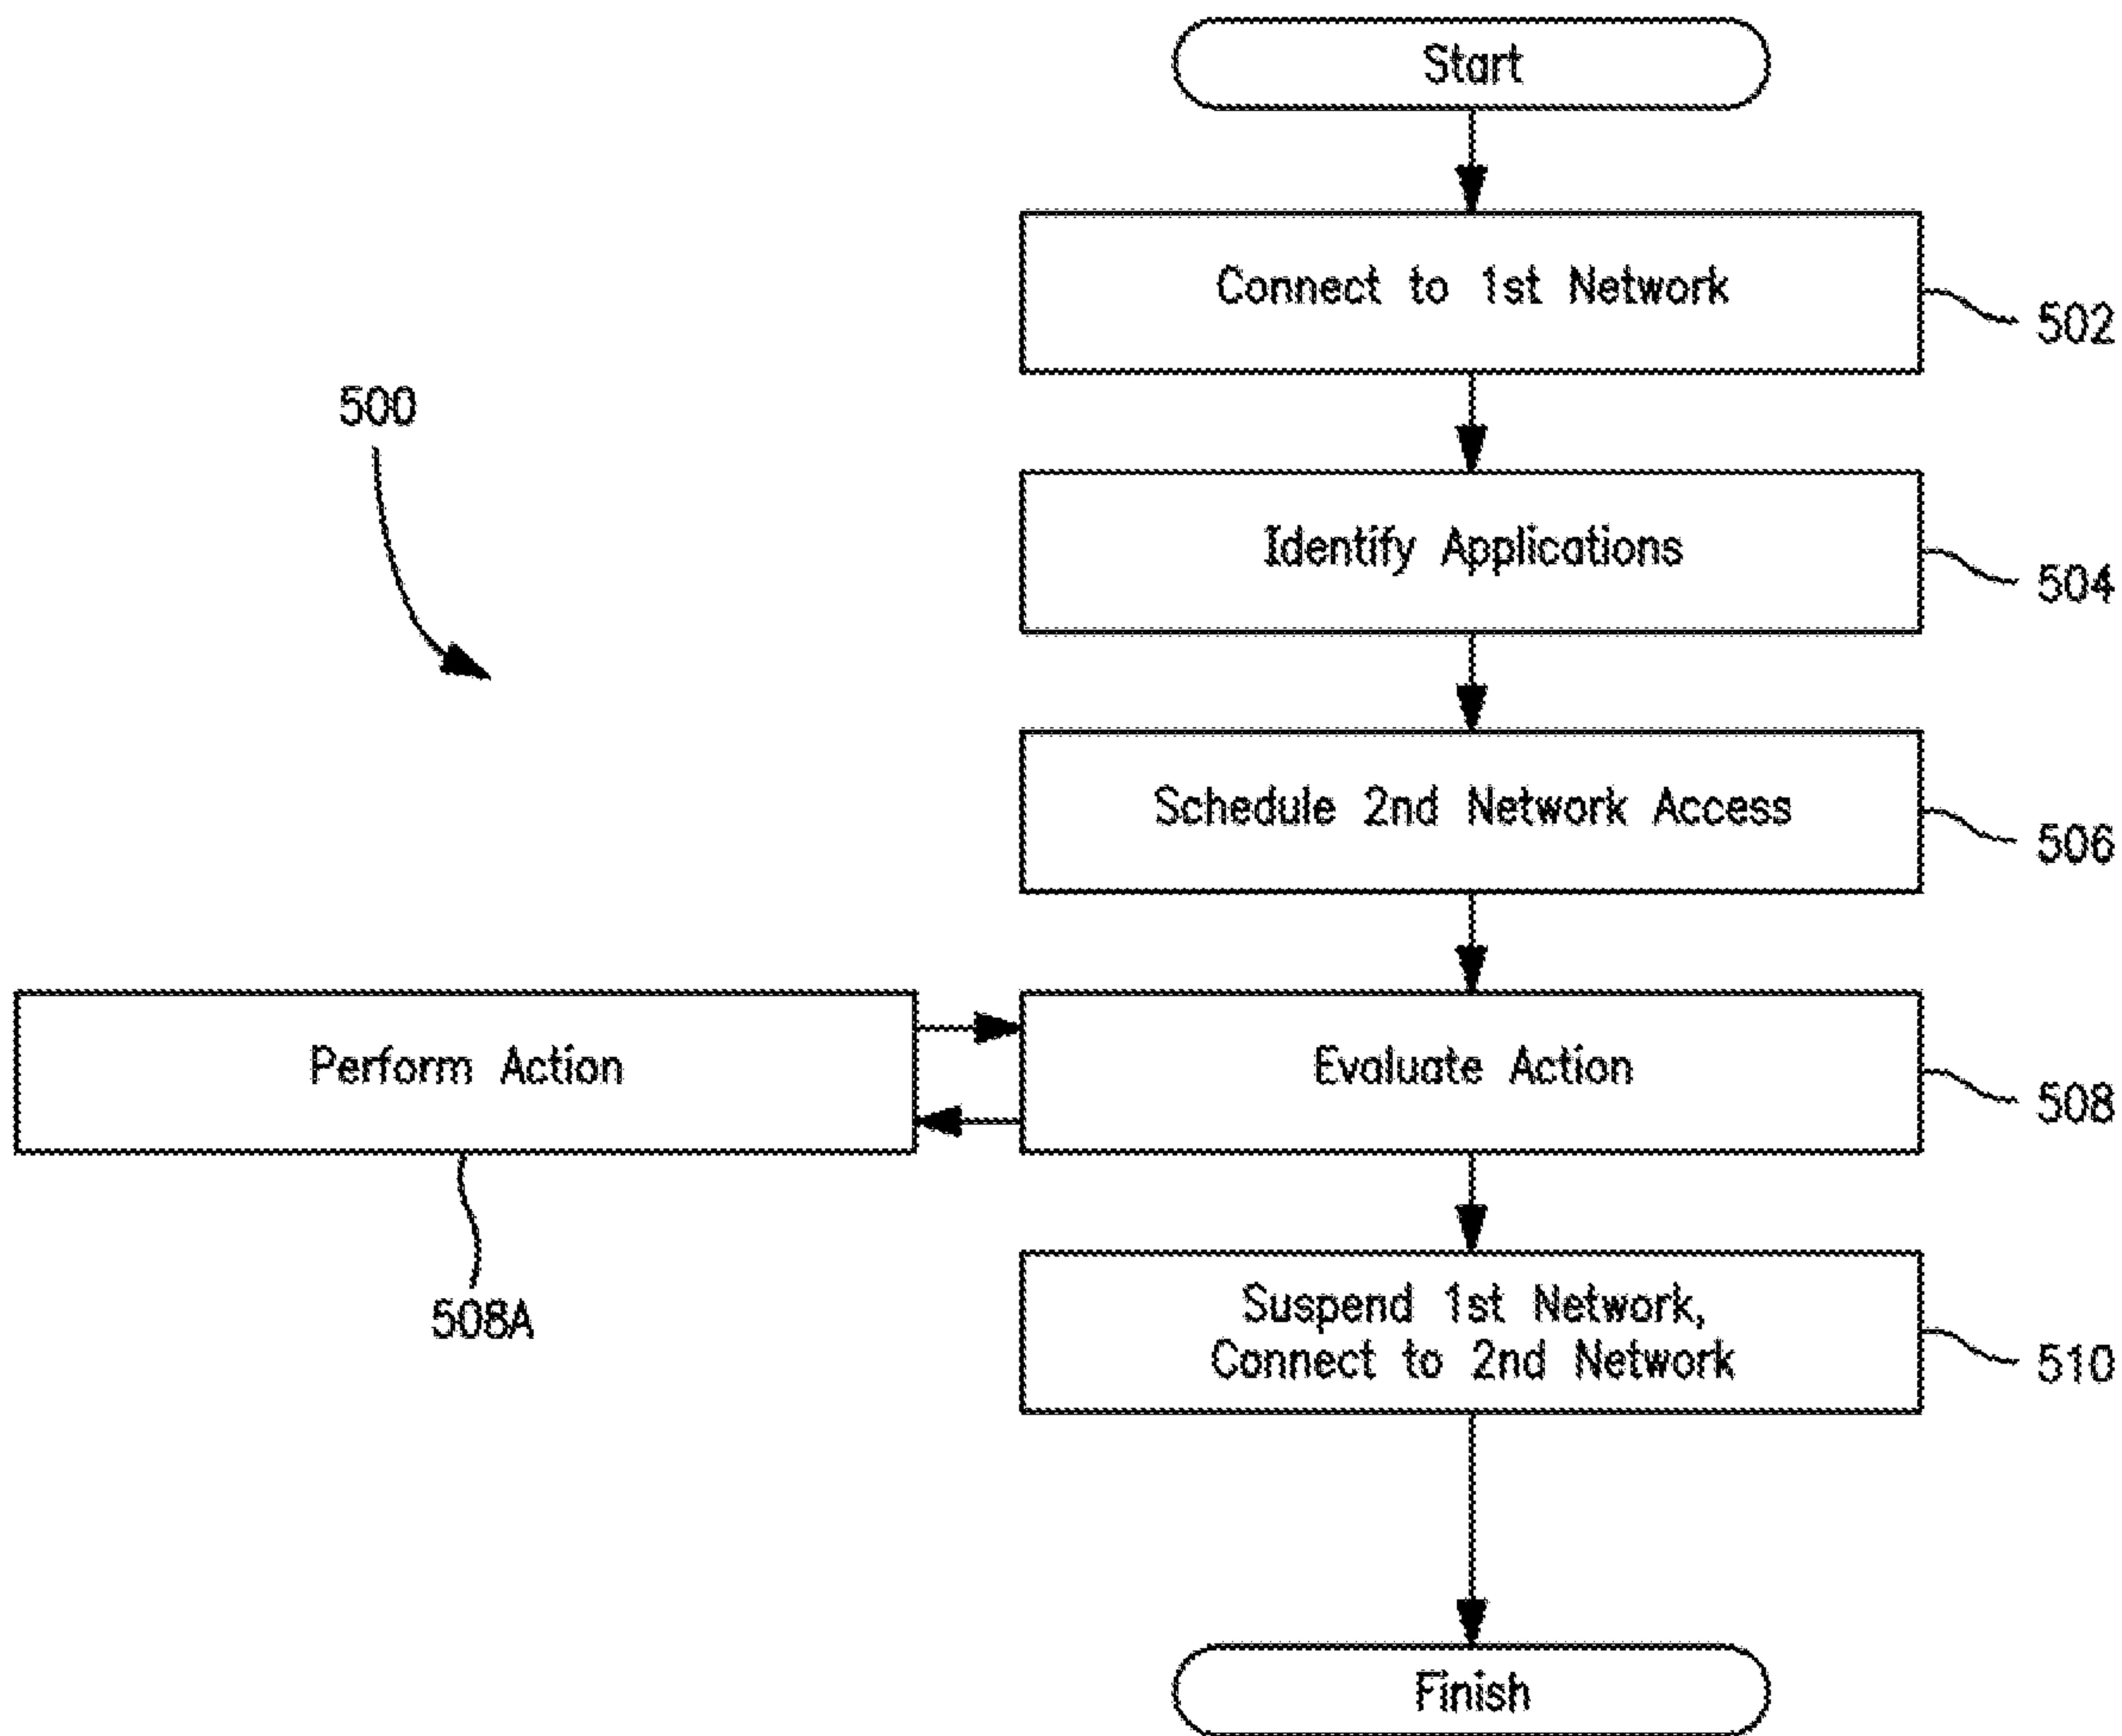 Start
Connect to 1st Network
502
500
Identify Applications
504
Schedule 2nd Network Access
506
Perform Action
Evaluate Action
508
508A
Suspend 1st Network,
Connect to 2nd Network
510
Finish